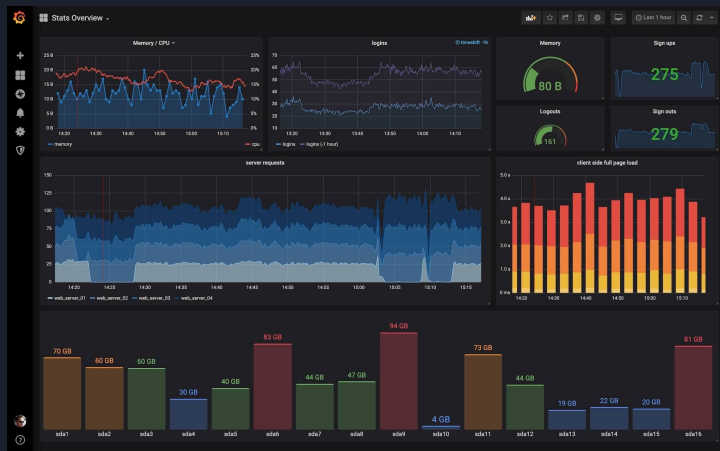 Stats Overview
Last 1 hour
Memory / CPU
25 B
20 B
15 B
10 B
5 B
0 B
25%
20%
15%
10%
5%
0%
14:20 14:30 14:40 14:50 15:00 15:10
memory cpu
logins
timeshift -1h
70
60
50
40
30
20
10
13:20 13:30 13:40 13:50 14:00 14:10
logins logins (-1 hour)
Memory
80 B
Sign ups
275
Logouts
161
Sign outs
279
server requests
150
125
100
75
50
25
0
14:20 14:25 14:30 14:35 14:40 14:45 14:50 14:55 15:00 15:05 15:10 15:15
web_server_01 web_server_02 web_server_03 web_server_04
client side full page load
5.0 s
4.0 s
3.0 s
2.0 s
1.0 s
0 ms
14:20 14:30 14:40 14:50 15:00 15:10
70 GB 60 GB 60 GB 30 GB 40 GB 83 GB 44 GB 47 GB 94 GB 4 GB 73 GB 44 GB 19 GB 22 GB 20 GB 81 GB
sda1 sda2 sda3 sda4 sda5 sda6 sda7 sda8 sda9 sda10 sda11 sda12 sda13 sda14 sda15 sda16